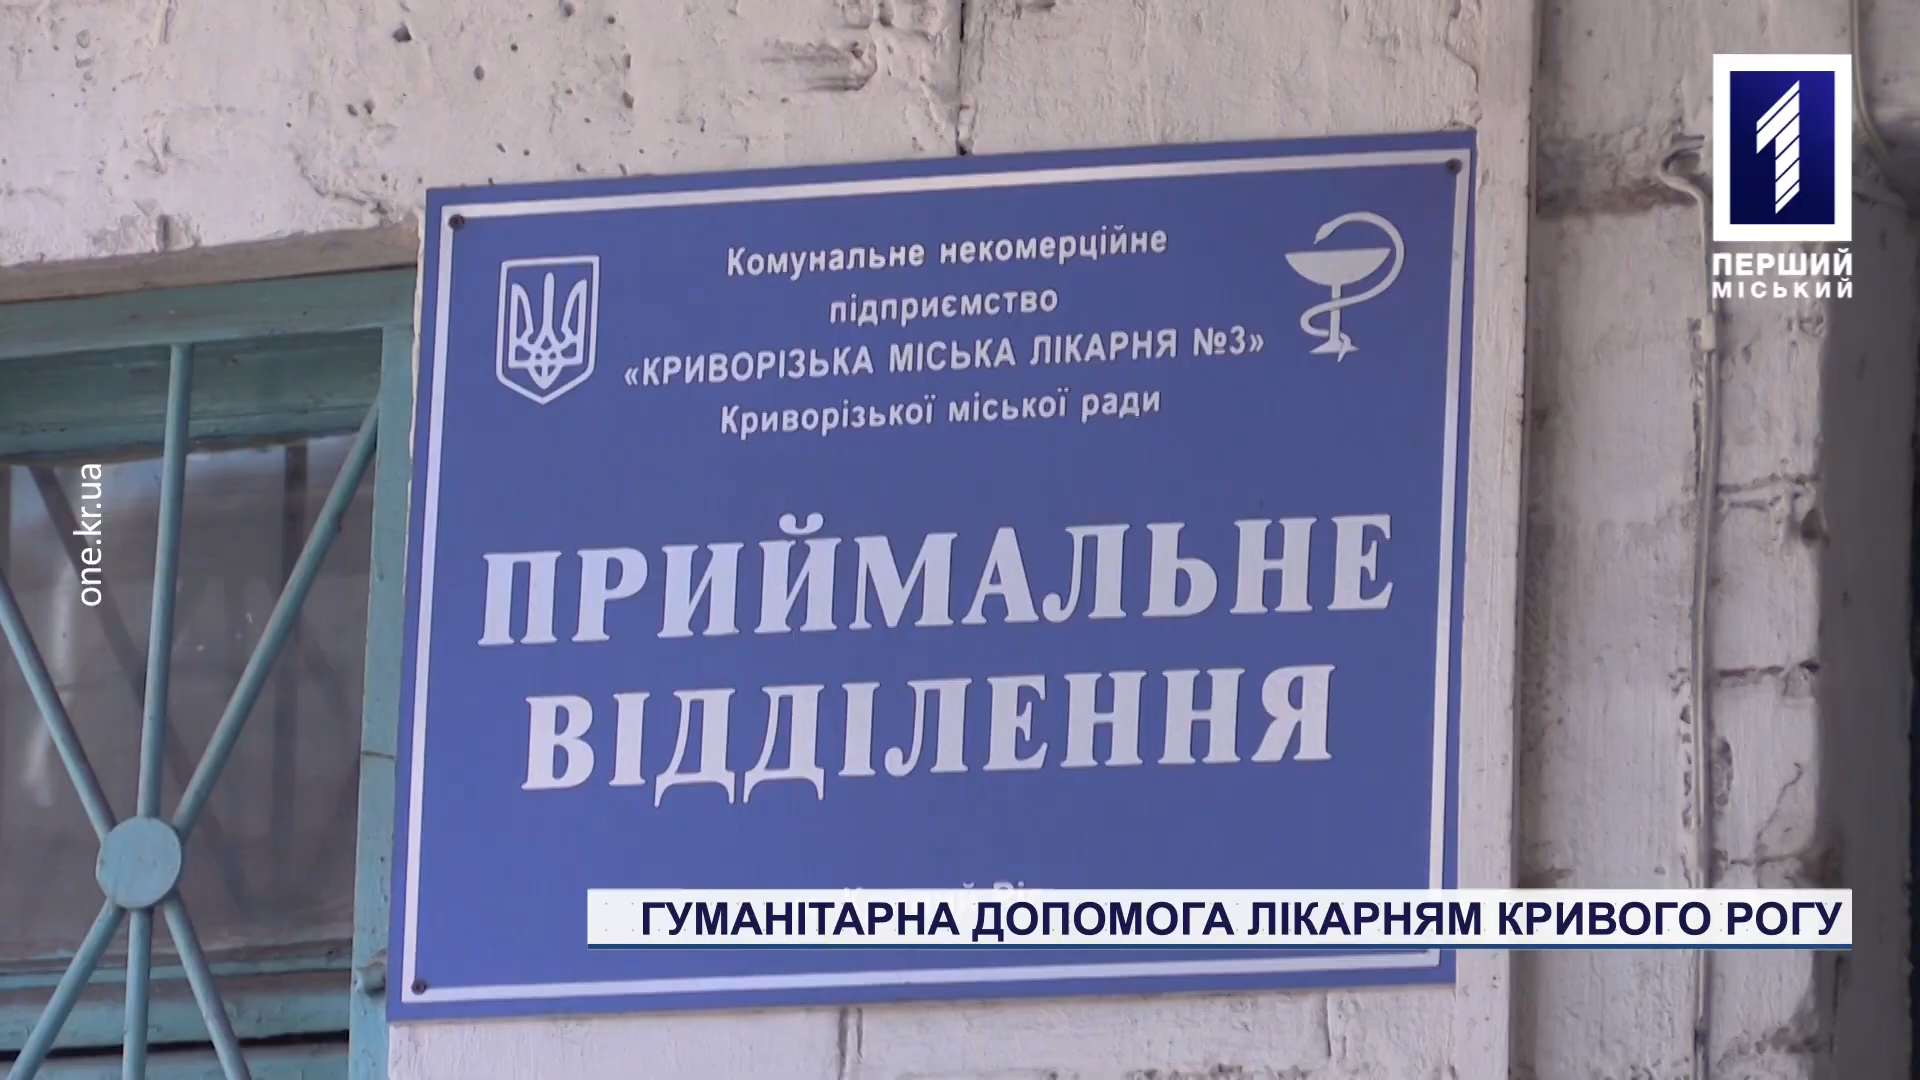 ПЕРШИЙ
МІСЬКИЙ
Комунальне некомерційне
підприємство
«КРИВОРІЗЬКА МІСЬКА ЛІКАРНЯ №3»
Криворізької міської ради
ПРИЙМАЛЬНЕ
ВІДДІЛЕННЯ
one.kr.ua
ГУМАНІТАРНА ДОПОМОГА ЛІКАРНЯМ КРИВОГО РОГУ